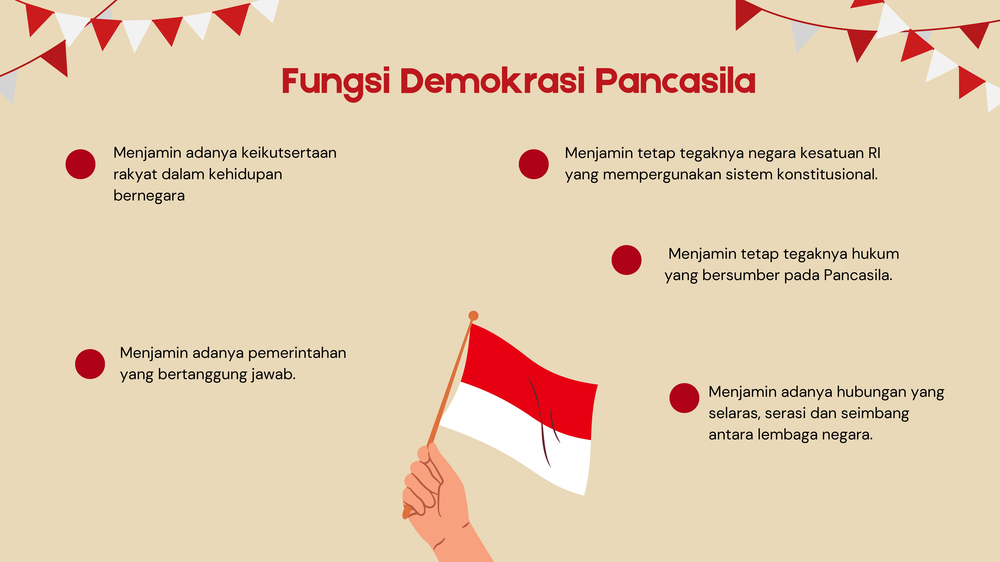 Fungsi Demokrasi Pancasila
Menjamin adanya keikutsertaan
rakyat dalam kehidupan
bernegara
Menjamin tetap tegaknya negara kesatuan RI
yang mempergunakan sistem konstitusional.
Menjamin tetap tegaknya hukum
yang bersumber pada Pancasila.
Menjamin adanya pemerintahan
yang bertanggung jawab.
Menjamin adanya hubungan yang
selaras, serasi dan seimbang
antara lembaga negara.